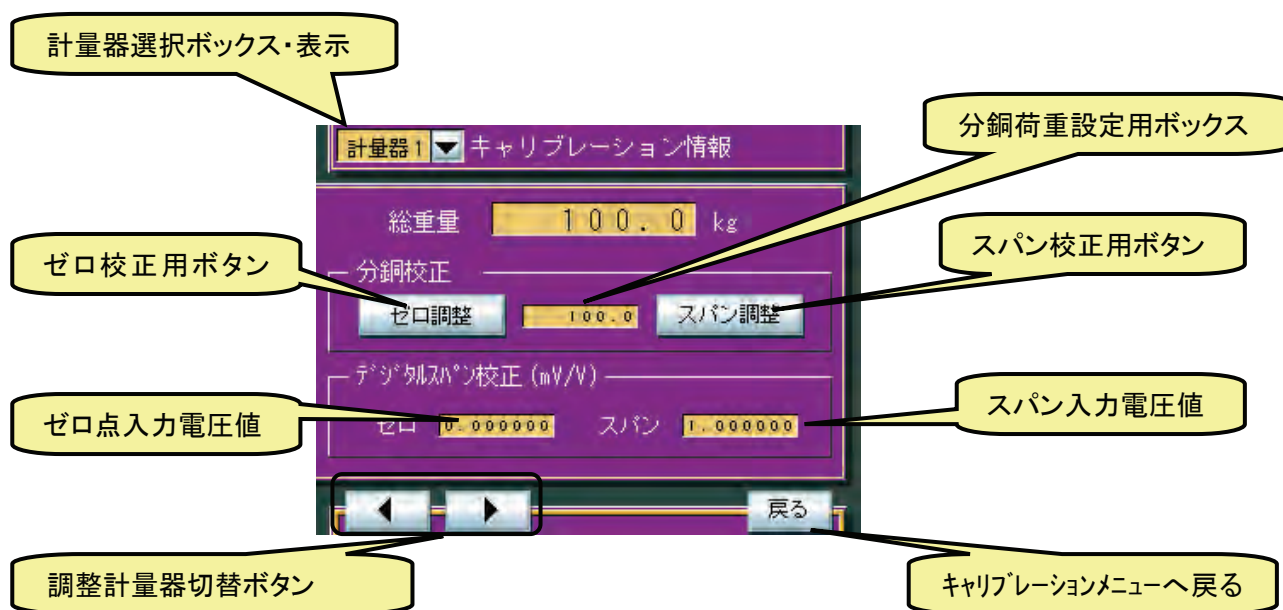 計量器選択ボックス・表示
分銅荷重設定用ボックス
計量器1 キャリブレーション情報
総重量 100.0 kg
スパン校正用ボタン
ゼロ校正用ボタン
分銅校正
ゼロ調整 100.0 スパン調整
デジタルスパン校正 (mV/V)
ゼロ点入力電圧値
ゼロ 0.000000 スパン 1.000000
スパン入力電圧値
戻る
調整計量器切替ボタン
キャリブレーションメニューへ戻る